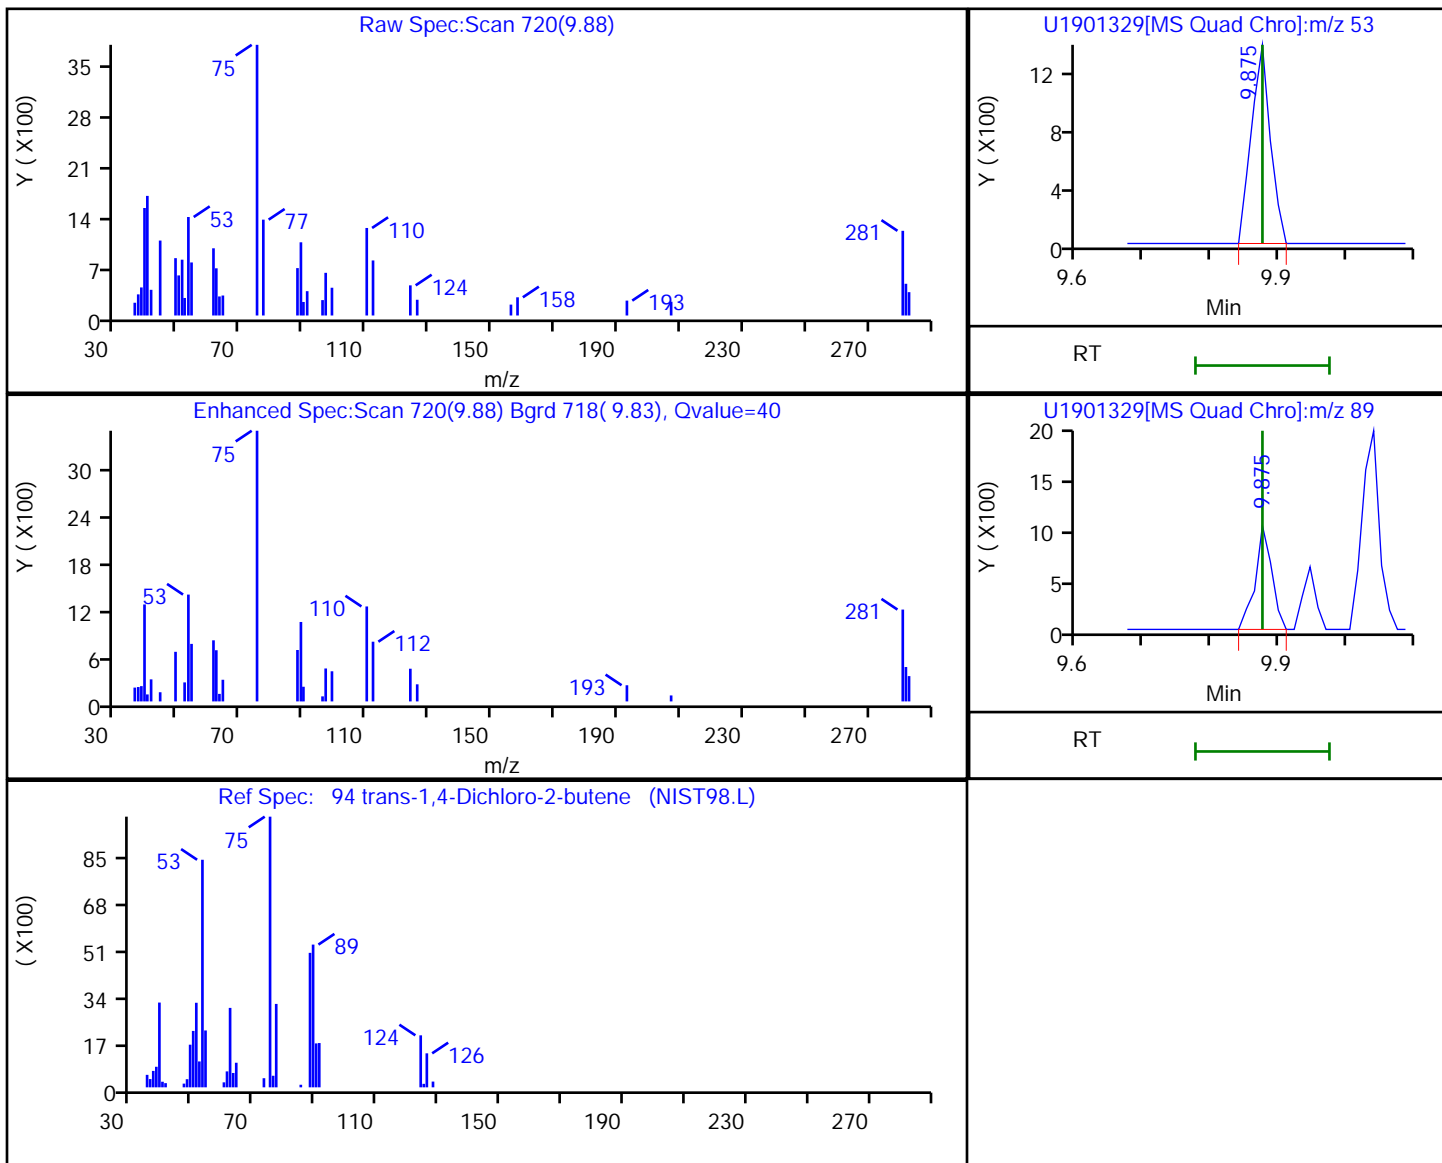 Raw Spec:Scan 720(9.88)
Y ( X100)
35
28
21
14
7
0
75
53
77
110
124
158
193
281
30 70 110 150 190 230 270
m/z
U1901329[MS Quad Chro]:m/z 53
Y ( X100)
12
8
4
0
9.875
9.6 9.9
Min
RT
Enhanced Spec:Scan 720(9.88) Bgrd 718( 9.83), Qvalue=40
Y ( X100)
30
24
18
12
6
0
75
53
110
112
193
281
30 70 110 150 190 230 270
m/z
U1901329[MS Quad Chro]:m/z 89
Y ( X100)
20
15
10
5
0
9.875
9.6 9.9
Min
RT
Ref Spec: 94 trans-1,4-Dichloro-2-butene (NIST98.L)
( X100)
85
68
51
34
17
0
75
53
89
124
126
30 70 110 150 190 230 270